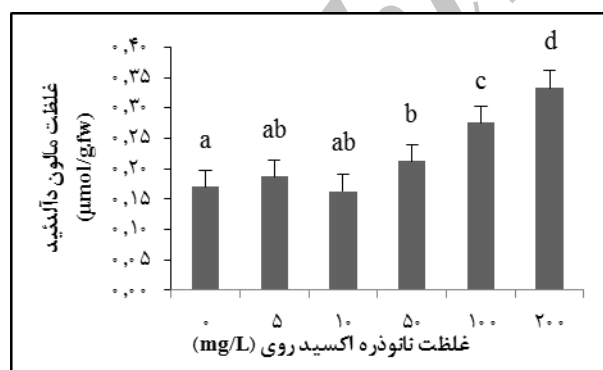 غلظت مالون دآلدئید
(µmol/g.fw)
۰,۴۰
۰,۳۵
۰,۳۰
۰,۲۵
۰,۲۰
۰,۱۵
۰,۱۰
۰,۰۵
۰,۰۰
a
ab
ab
b
c
d
۰ ۵ ۱۰ ۵۰ ۱۰۰ ۲۰۰
غلظت نانوذره اکسید روی (mg/L)